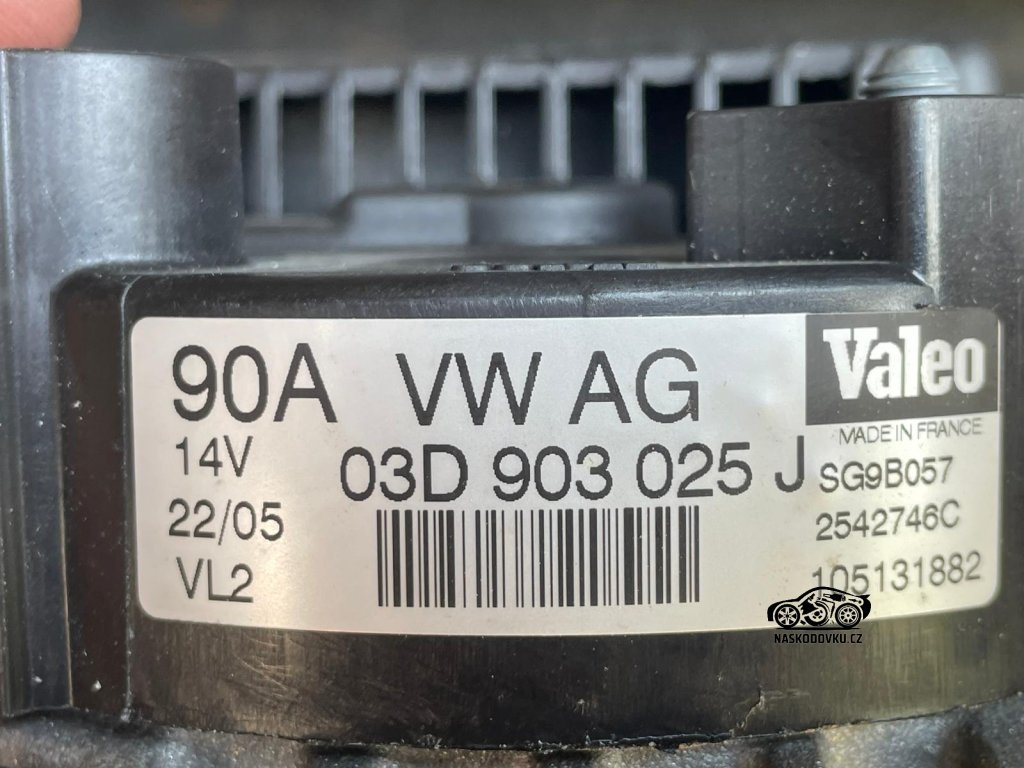 90A VW AG Valeo
MADE IN FRANCE
14V 03D 903 025 J SG9B057
22/05 2542746C
VL2 105131882
NASKODOVKU.CZ